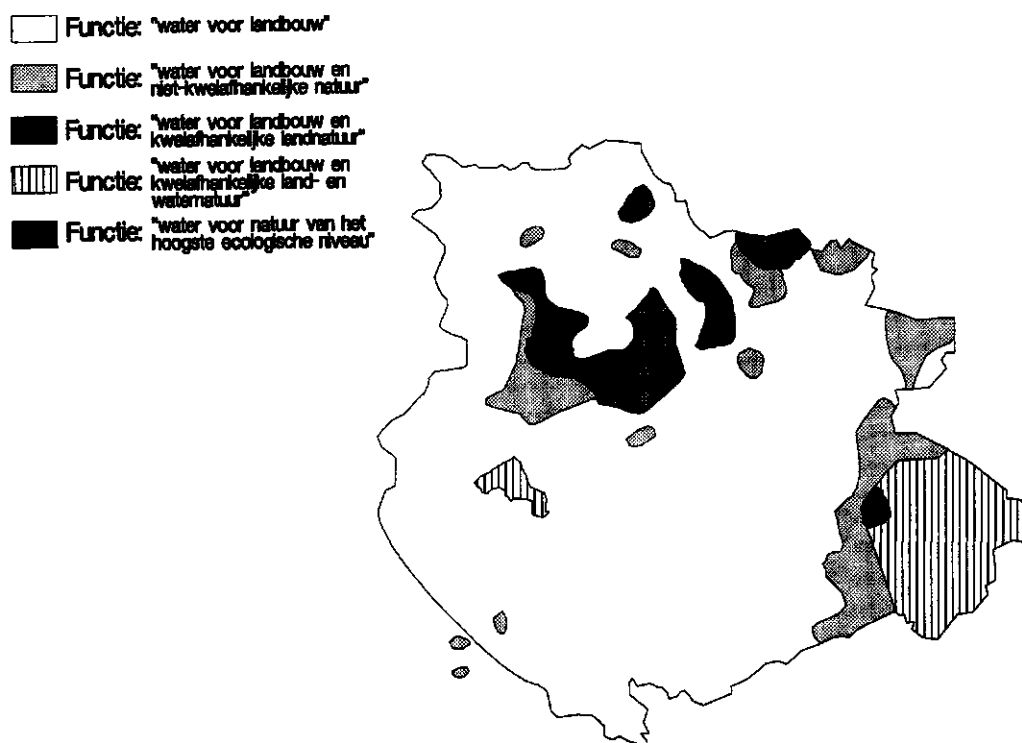 Functie: "water voor landbouw"
Functie: "water voor landbouw en
niet-kwelafhankelijke natuur"
Functie: "water voor landbouw en
kwelafhankelijke landnatuur"
Functie: "water voor landbouw en
kwelafhankelijke land- en
waternatuur"
Functie: "water voor natuur van het
hoogste ecologische niveau"